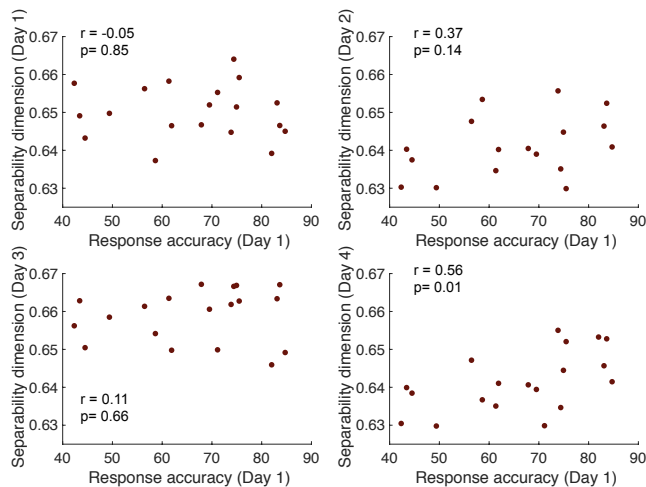 r = -0.05
p= 0.85
Separability dimension (Day 1)
0.67
0.66
0.65
0.64
0.63
40 50 60 70 80 90
Response accuracy (Day 1)
r = 0.37
p= 0.14
Separability dimension (Day 2)
0.67
0.66
0.65
0.64
0.63
40 50 60 70 80 90
Response accuracy (Day 1)
r = 0.11
p= 0.66
Separability dimension (Day 3)
0.67
0.66
0.65
0.64
0.63
40 50 60 70 80 90
Response accuracy (Day 1)
r = 0.56
p= 0.01
Separability dimension (Day 4)
0.67
0.66
0.65
0.64
0.63
40 50 60 70 80 90
Response accuracy (Day 1)